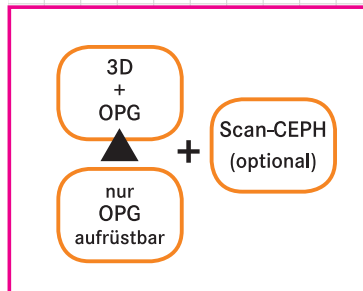 3D
+
OPG
+
Scan-CEPH
(optional)
nur
OPG
aufrüstbar